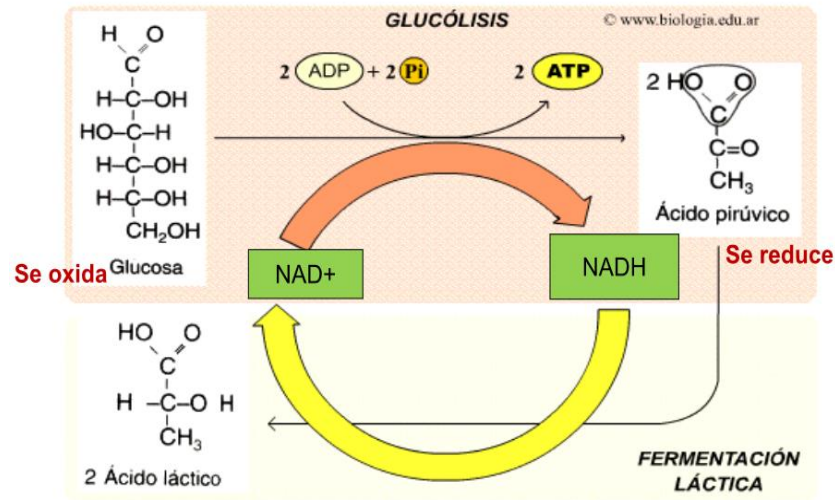 GLUCÓLISIS
© www.biologia.edu.ar
2 ADP + 2 Pi
2 ATP
H O
C
H–C–OH
HO–C–H
H–C–OH
H–C–OH
CH₂OH
Glucosa
2 HO O
C
C=O
CH₃
Ácido pirúvico
Se oxida
NAD+
NADH
Se reduce
HO O
C
H –C–O H
CH₃
2 Ácido láctico
FERMENTACIÓN
LÁCTICA